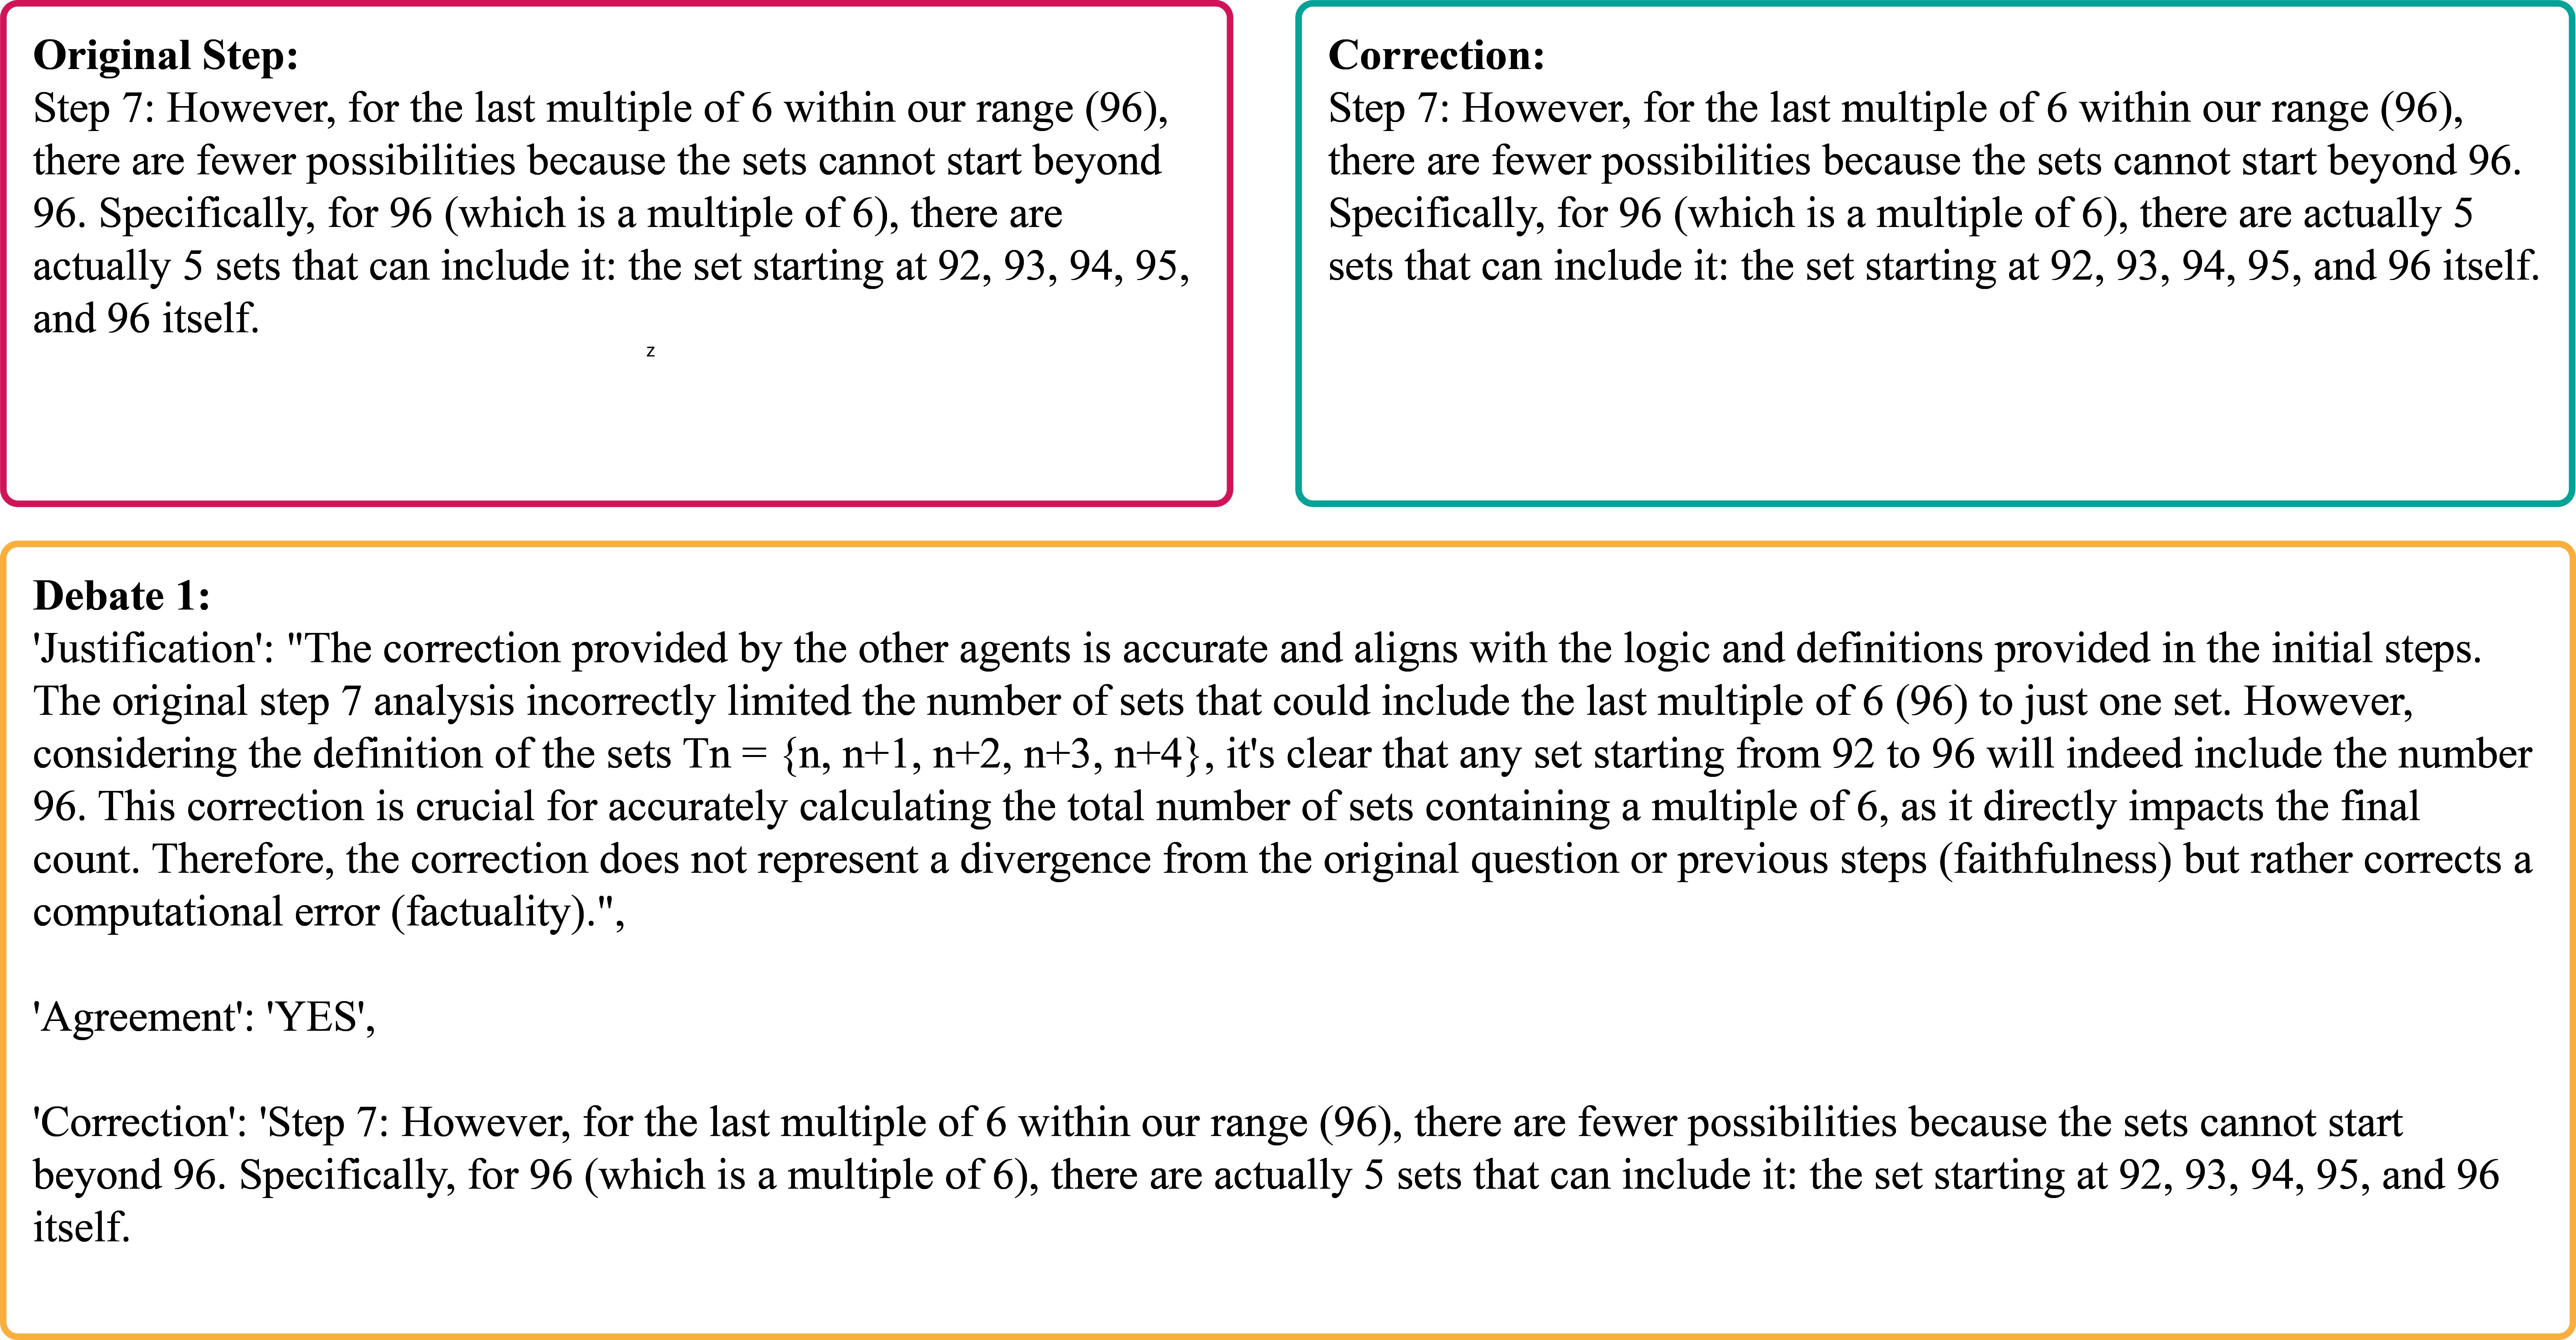 Original Step:
Step 7: However, for the last multiple of 6 within our range (96),
there are fewer possibilities because the sets cannot start beyond
96. Specifically, for 96 (which is a multiple of 6), there are
actually 5 sets that can include it: the set starting at 92, 93, 94, 95,
and 96 itself.
z
Correction:
Step 7: However, for the last multiple of 6 within our range (96),
there are fewer possibilities because the sets cannot start beyond 96.
Specifically, for 96 (which is a multiple of 6), there are actually 5
sets that can include it: the set starting at 92, 93, 94, 95, and 96 itself.
Debate 1:
'Justification': "The correction provided by the other agents is accurate and aligns with the logic and definitions provided in the initial steps.
The original step 7 analysis incorrectly limited the number of sets that could include the last multiple of 6 (96) to just one set. However,
considering the definition of the sets Tn = {n, n+1, n+2, n+3, n+4}, it's clear that any set starting from 92 to 96 will indeed include the number
96. This correction is crucial for accurately calculating the total number of sets containing a multiple of 6, as it directly impacts the final
count. Therefore, the correction does not represent a divergence from the original question or previous steps (faithfulness) but rather corrects a
computational error (factuality).",
'Agreement': 'YES',
'Correction': 'Step 7: However, for the last multiple of 6 within our range (96), there are fewer possibilities because the sets cannot start
beyond 96. Specifically, for 96 (which is a multiple of 6), there are actually 5 sets that can include it: the set starting at 92, 93, 94, 95, and 96
itself.